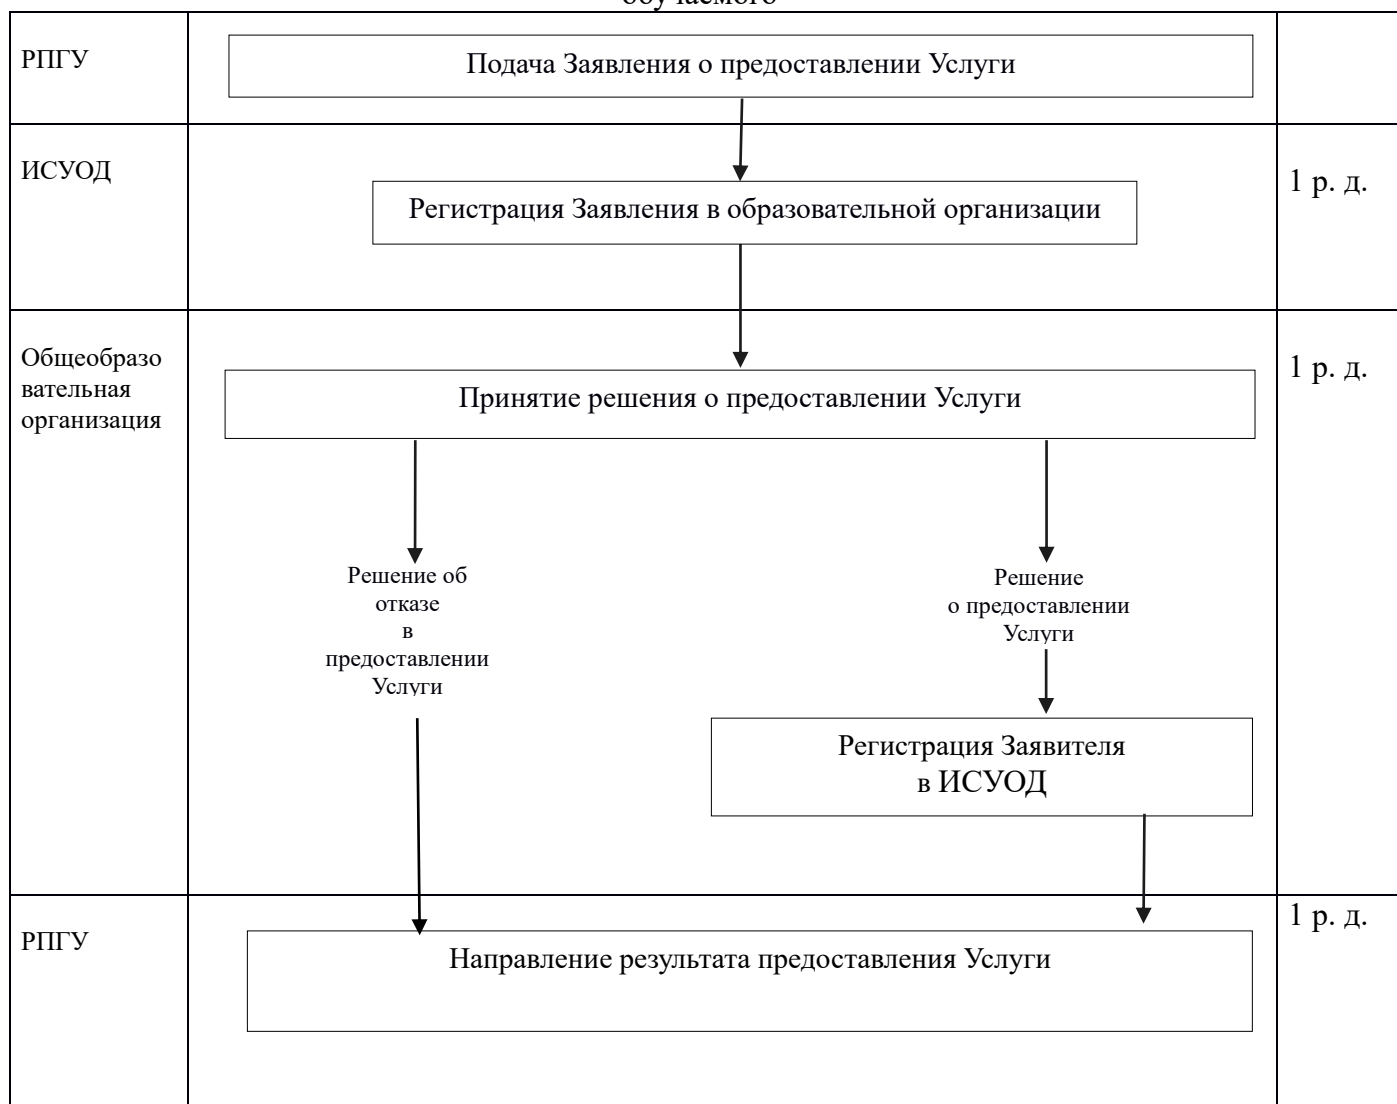 обучаемого
РПГУ
Подача Заявления о предоставлении Услуги
ИСУОД
1 р. д.
Регистрация Заявления в образовательной организации
Общеобразо
вательная
организация
1 р. д.
Принятие решения о предоставлении Услуги
Решение об
отказе
в
предоставлении
Услуги
Решение
о предоставлении
Услуги
Регистрация Заявителя
в ИСУОД
РПГУ
1 р. д.
Направление результата предоставления Услуги